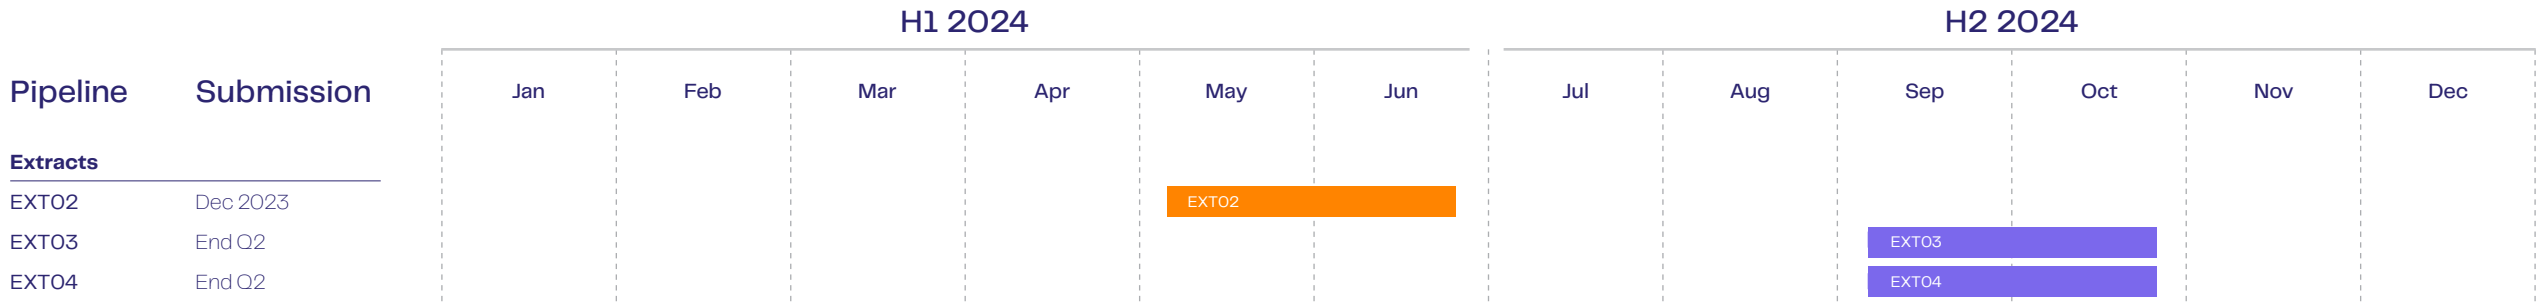 H1 2024 H2 2024
Pipeline Submission Jan Feb Mar Apr May Jun Jul Aug Sep Oct Nov Dec
Extracts
EXT02 Dec 2023 EXT02
EXT03 End Q2 EXT03
EXT04 End Q2 EXT04